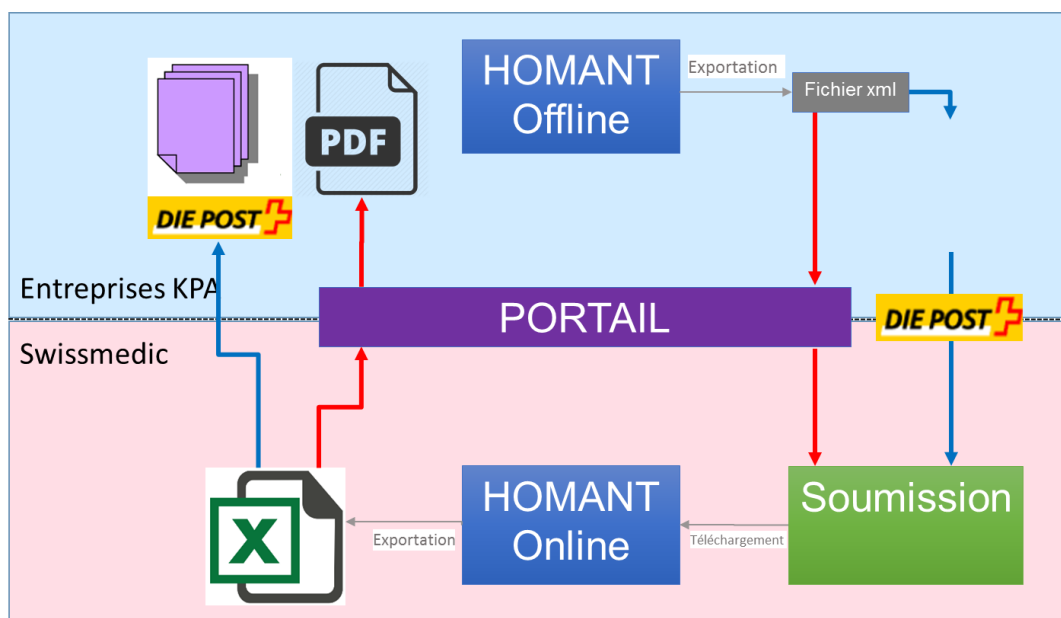 HOMANT
Offline
Exportation
Fichier xml
PDF
DIE POST
Entreprises KPA
PORTAIL
DIE POST
Swissmedic
X
Exportation
HOMANT
Online
Téléchargement
Soumission